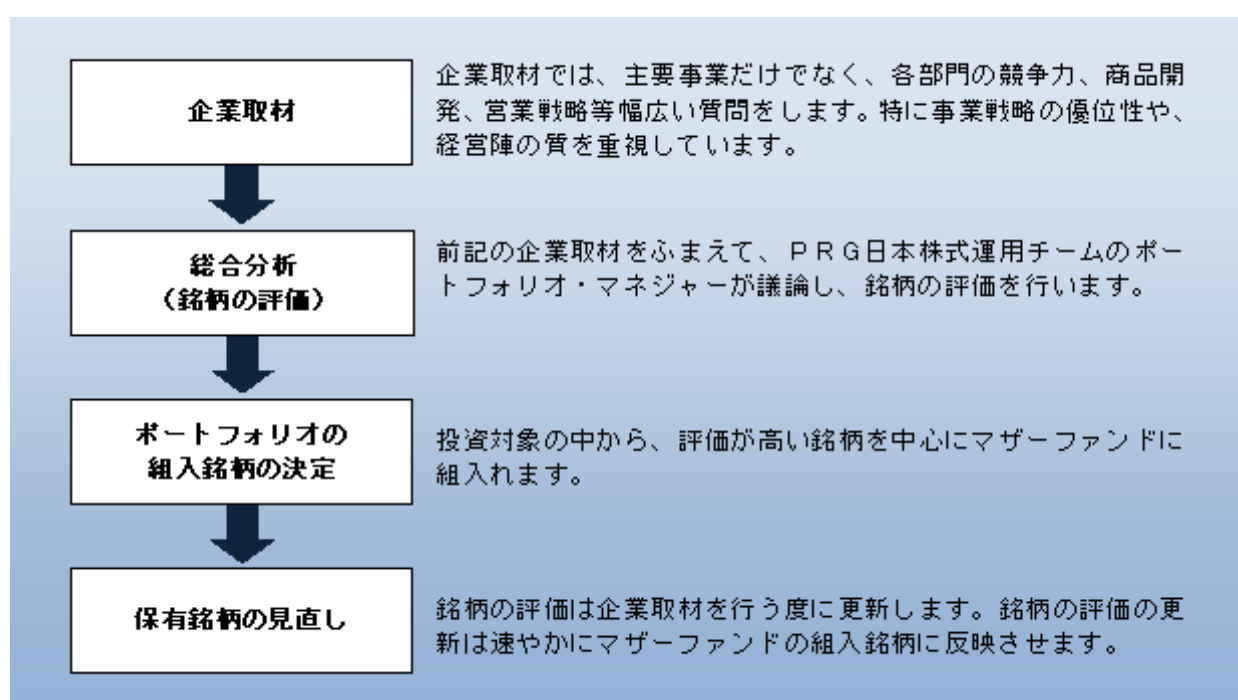 企業取材
企業取材では、主要事業だけでなく、各部門の競争力、商品開
発、営業戦略等幅広い質問をします。特に事業戦略の優位性や、
経営陣の質を重視しています。
総合分析
（銘柄の評価）
前記の企業取材をふまえて、ＰＲＧ日本株式運用チームのポー
トフォリオ・マネジャーが議論し、銘柄の評価を行います。
ポートフォリオの
組入銘柄の決定
投資対象の中から、評価が高い銘柄を中心にマザーファンドに
組入れます。
保有銘柄の見直し
銘柄の評価は企業取材を行う度に更新します。銘柄の評価の更
新は速やかにマザーファンドの組入銘柄に反映させます。